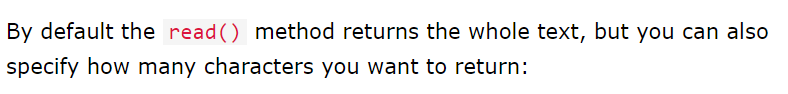 By default the read() method returns the whole text, but you can also
specify how many characters you want to return: